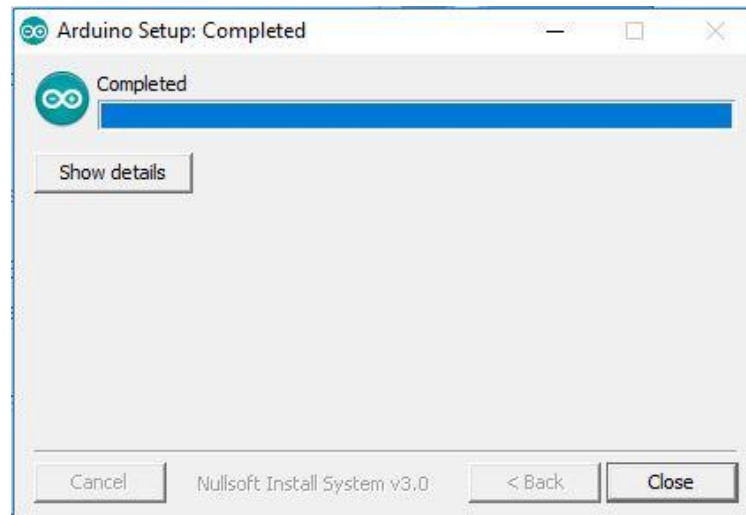 Arduino Setup: Completed
Completed
Show details
Cancel
Nullsoft Install System v3.0
< Back
Close